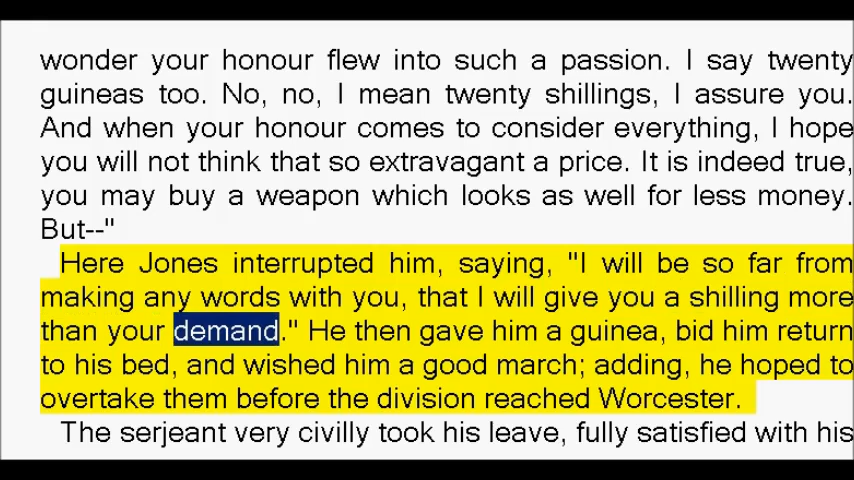 wonder your honour flew into such a passion. I say twenty
guineas too. No, no, I mean twenty shillings, I assure you.
And when your honour comes to consider everything, I hope
you will not think that so extravagant a price. It is indeed true,
you may buy a weapon which looks as well for less money.
But--"
Here Jones interrupted him, saying, "I will be so far from
making any words with you, that I will give you a shilling more
than your demand." He then gave him a guinea, bid him return
to his bed, and wished him a good march; adding, he hoped to
overtake them before the division reached Worcester.
The serjeant very civilly took his leave, fully satisfied with his